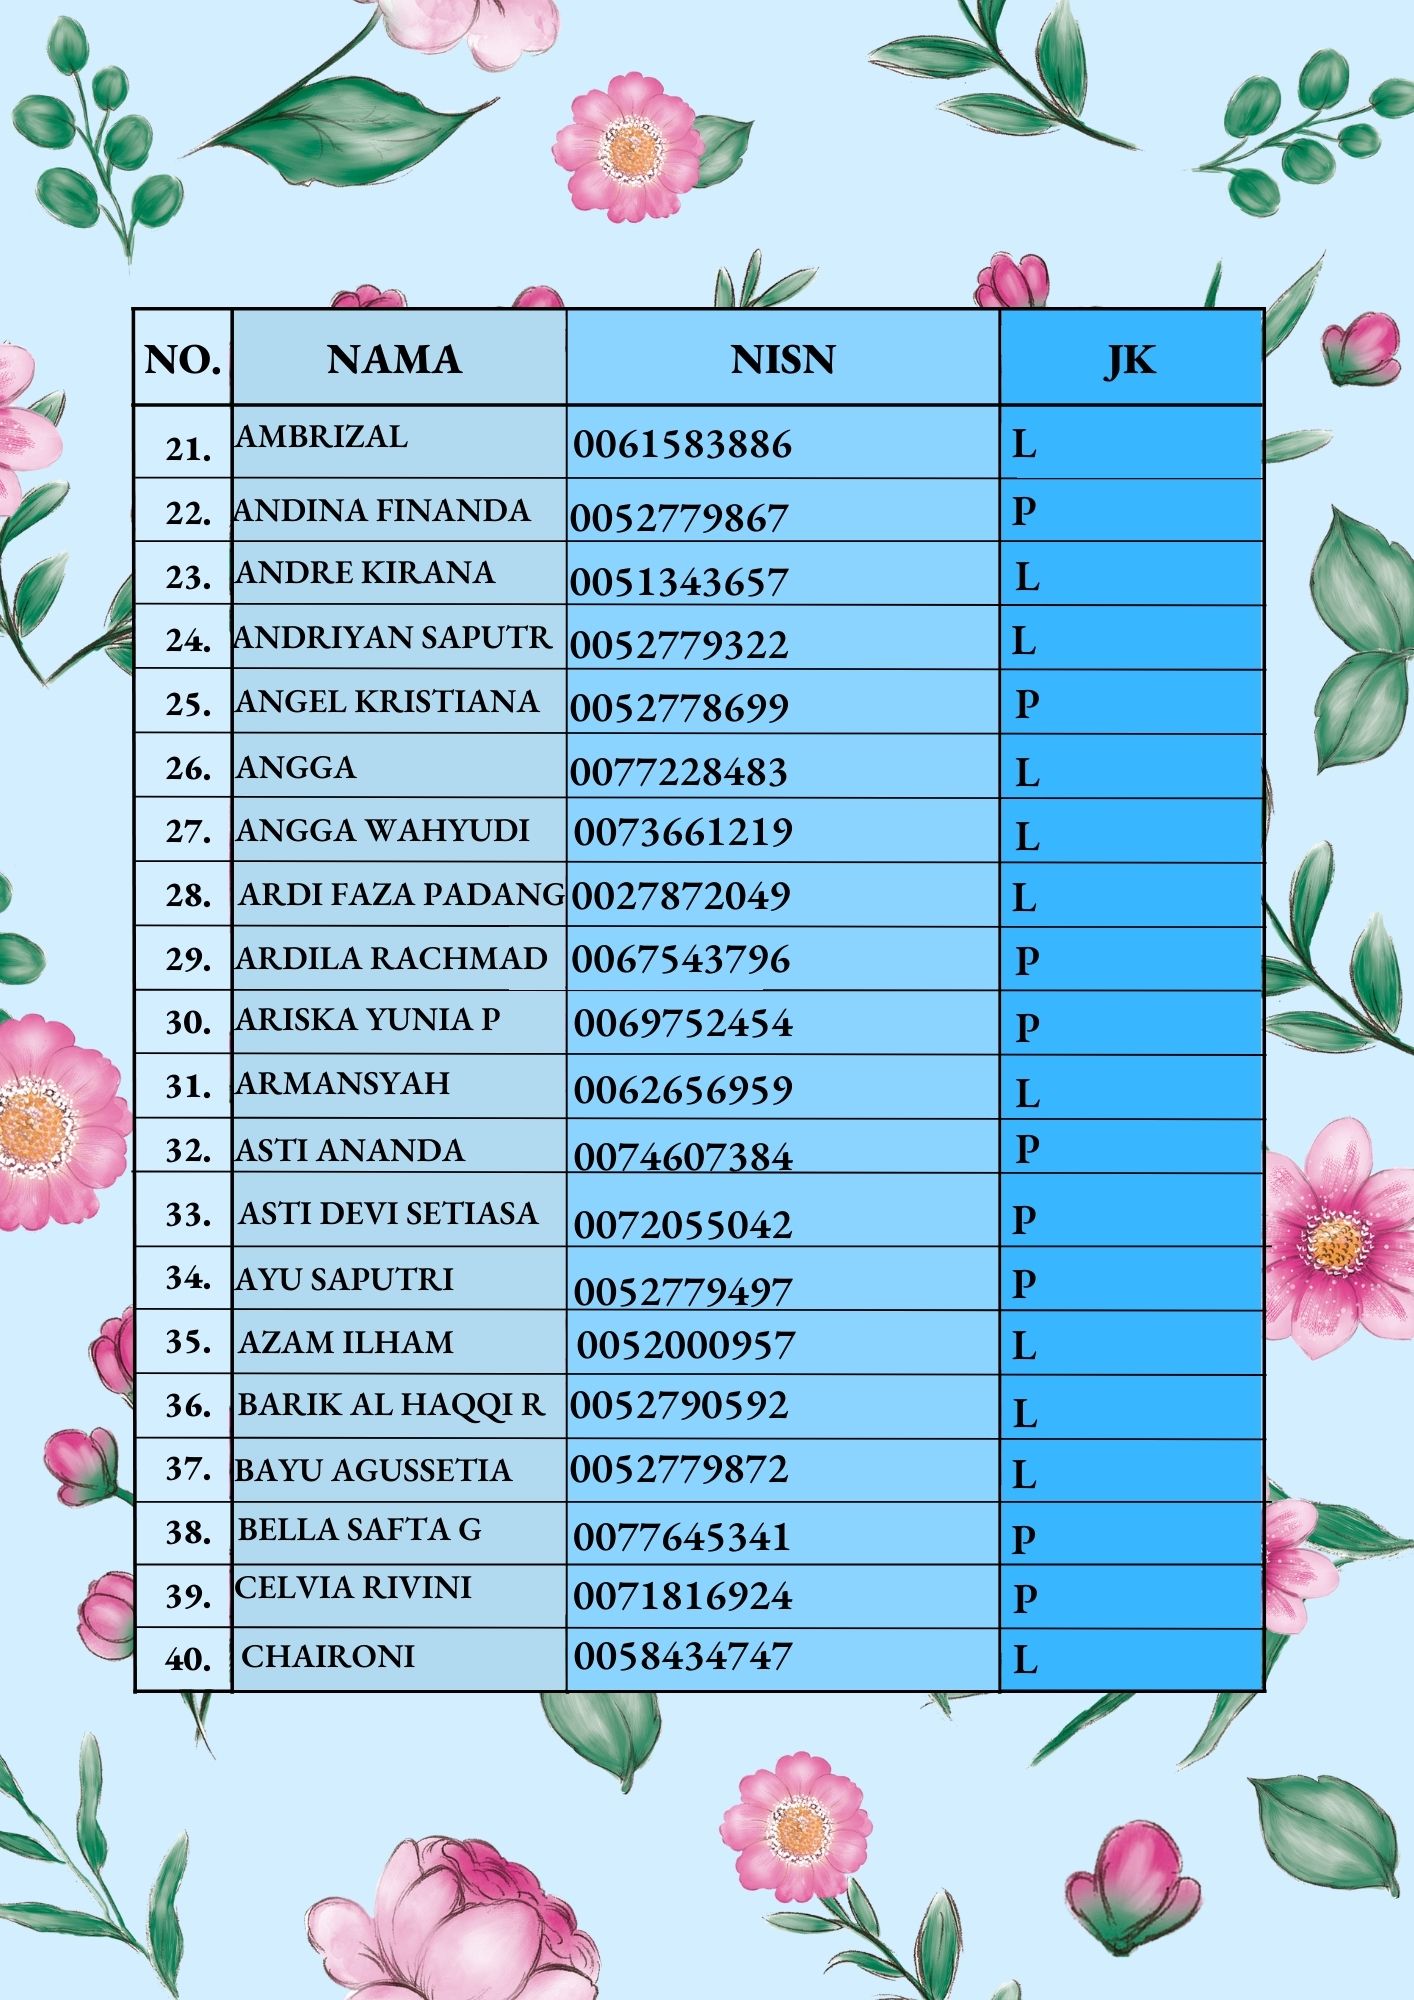 NO. NAMA NISN JK
21. AMBRIZAL 0061583886 L
22. ANDINA FINANDA 0052779867 P
23. ANDRE KIRANA 0051343657 L
24. ANDRIYAN SAPUTR 0052779322 L
25. ANGEL KRISTIANA 0052778699 P
26. ANGGA 0077228483 L
27. ANGGA WAHYUDI 0073661219 L
28. ARDI FAZA PADANG 0027872049 L
29. ARDILA RACHMAD 0067543796 P
30. ARISKA YUNIA P 0069752454 P
31. ARMANSYAH 0062656959 L
32. ASTI ANANDA 0074607384 P
33. ASTI DEVI SETIASA 0072055042 P
34. AYU SAPUTRI 0052779497 P
35. AZAM ILHAM 0052000957 L
36. BARIK AL HAQQI R 0052790592 L
37. BAYU AGUSSETIA 0052779872 L
38. BELLA SAFTA G 0077645341 P
39. CELVIA RIVINI 0071816924 P
40. CHAIRONI 0058434747 L